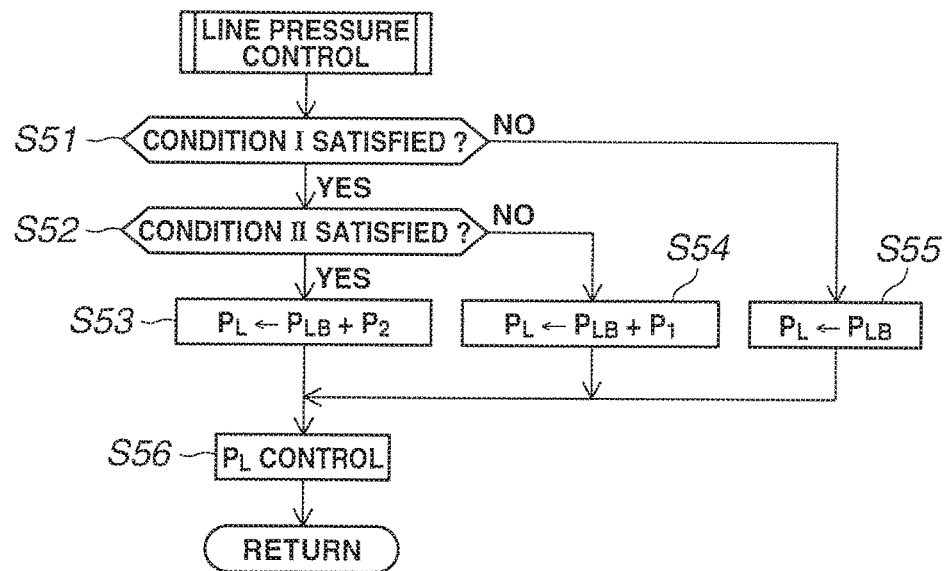 LINE PRESSURE
CONTROL
S51
CONDITION I SATISFIED ?
NO
YES
S52
CONDITION II SATISFIED ?
NO
YES
S53
PL ← PLB + P2
S54
PL ← PLB + P1
S55
PL ← PLB
S56
PL CONTROL
RETURN